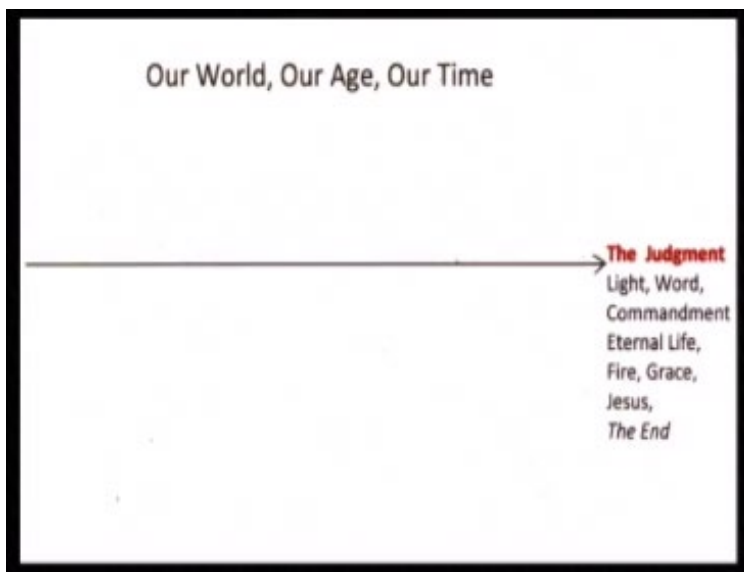 Our World, Our Age, Our Time
The Judgment
Light, Word,
Commandment
Eternal Life,
Fire, Grace,
Jesus,
The End